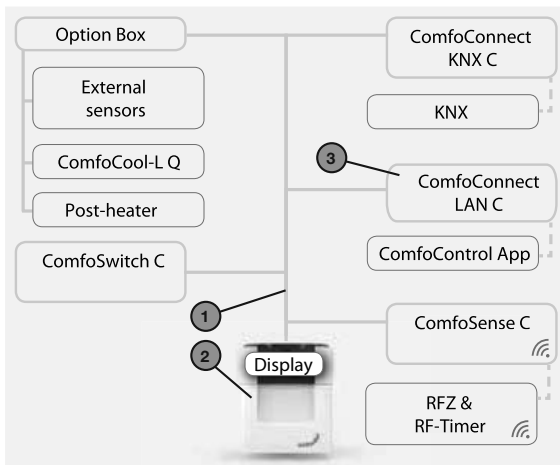 Option Box
External
sensors
ComfoCool-L Q
Post-heater
ComfoSwitch C
1
2
Display
3
ComfoConnect
KNX C
KNX
ComfoConnect
LAN C
ComfoControl App
ComfoSense C
RFZ &
RF-Timer